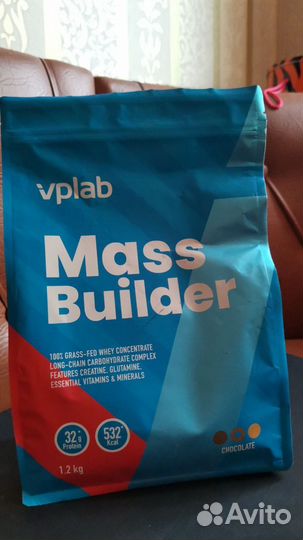 vplab
Mass
Builder
100% GRASS-FED WHEY CONCENTRATE
LONG-CHAIN CARBOHYDRATE COMPLEX
FEATURES CREATINE, GLUTAMINE,
ESSENTIAL VITAMINS & MINERALS
32*g
Protein
532*
Kcal
1.2 kg
CHOCOLATE
Avito